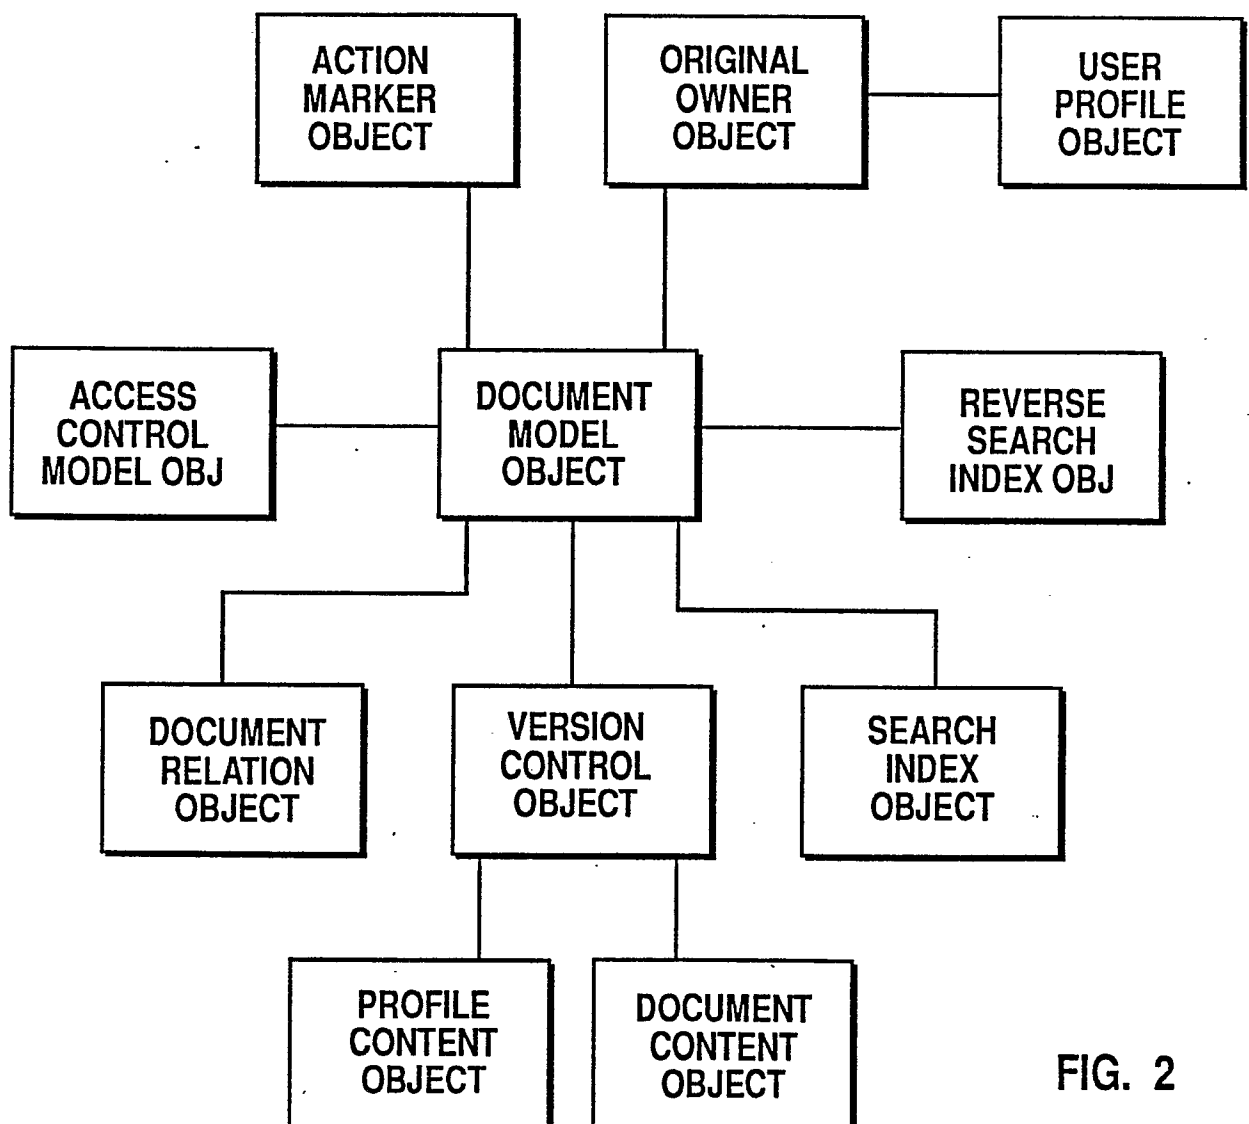 ACTION
MARKER
OBJECT
ORIGINAL
OWNER
OBJECT
USER
PROFILE
OBJECT
ACCESS
CONTROL
MODEL OBJ
DOCUMENT
MODEL
OBJECT
REVERSE
SEARCH
INDEX OBJ
DOCUMENT
RELATION
OBJECT
VERSION
CONTROL
OBJECT
SEARCH
INDEX
OBJECT
PROFILE
CONTENT
OBJECT
DOCUMENT
CONTENT
OBJECT
FIG. 2